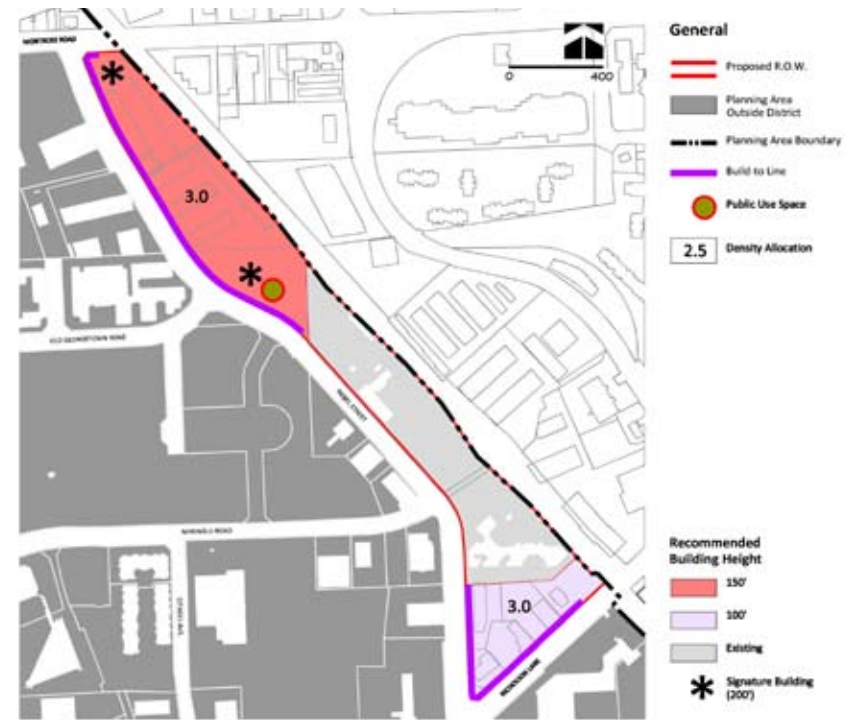 MONTROSE ROAD
0 400
3.0
OLD GEORGETOWN ROAD
NEBEL STREET
MARINELLI ROAD
3.0
NICHOLSON LANE
General
Proposed R.O.W.
Planning Area
Outside District
Planning Area Boundary
Build to Line
Public Use Space
2.5 Density Allocation
Recommended
Building Height
150'
100'
Existing
Signature Building
(200')